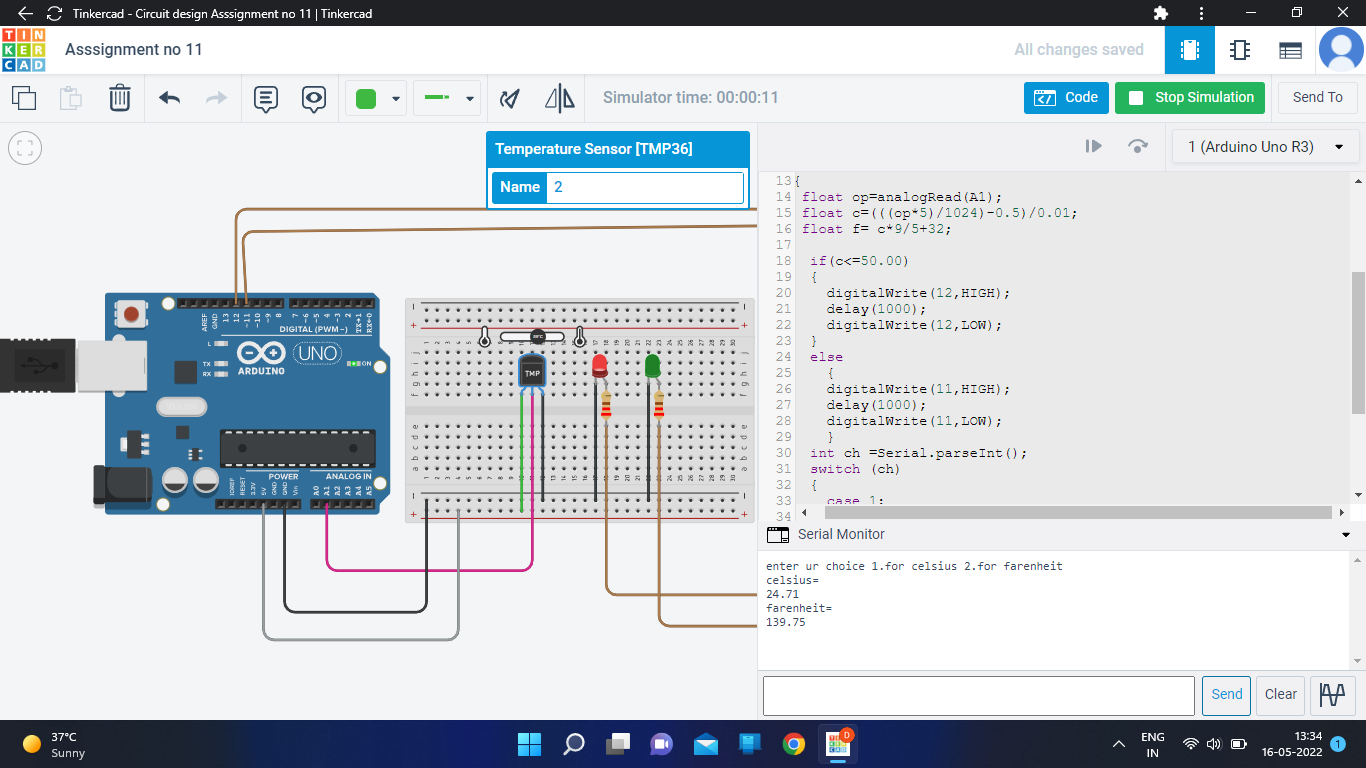 Tinkercad - Circuit design Asssignment no 11 | Tinkercad
TIN
KER
CAD
Asssignment no 11
All changes saved
Simulator time: 00:00:11
Code
Stop Simulation
Send To
Temperature Sensor [TMP36]
Name 2
1 (Arduino Uno R3)
13 {
14 float op=analogRead(A1);
15 float c=(((op*5)/1024)-0.5)/0.01;
16 float f= c*9/5+32;
17
18 if(c<=50.00)
19 {
20 digitalWrite(12,HIGH);
21 delay(1000);
22 digitalWrite(12,LOW);
23 }
24 else
25 {
26 digitalWrite(11,HIGH);
27 delay(1000);
28 digitalWrite(11,LOW);
29 }
30 int ch =Serial.parseInt();
31 switch (ch)
32 {
33 case 1:
34
AREF
GND
13
12
~11
~10
~9
8
7
~6
~5
4
~3
2
TX→1
RX←0
DIGITAL (PWM~)
L
TX
RX
ARDUINO
UNO
ON
POWER
ANALOG IN
IOREF
RESET
3.3V
5V
GND
GND
Vin
A0
A1
A2
A3
A4
A5
TMP
Serial Monitor
enter ur choice 1.for celsius 2.for farenheit
celsius=
24.71
farenheit=
139.75
Send
Clear
37°C
Sunny
D
ENG
IN
13:34
16-05-2022
1